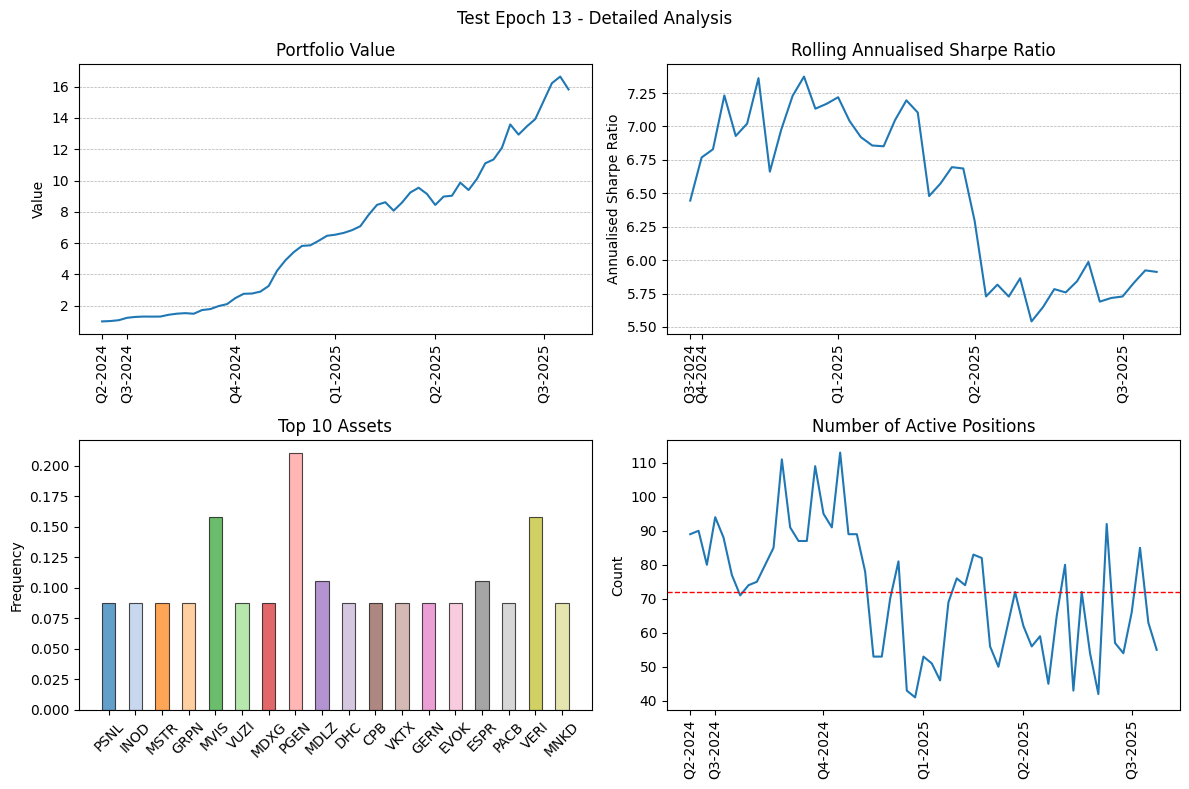 Test Epoch 13 - Detailed Analysis
Portfolio Value
Value
16
14
12
10
8
6
4
2
Q2-2024
Q3-2024
Q4-2024
Q1-2025
Q2-2025
Q3-2025
Rolling Annualised Sharpe Ratio
Annualised Sharpe Ratio
7.25
7.00
6.75
6.50
6.25
6.00
5.75
5.50
Q3-2024
Q4-2024
Q1-2025
Q2-2025
Q3-2025
Top 10 Assets
Frequency
0.200
0.175
0.150
0.125
0.100
0.075
0.050
0.025
0.000
PSNL
INOD
MSTR
GRPN
MVIS
VUZI
MDXG
PGEN
MDLZ
DHC
CPB
VKTX
GERN
EVOK
ESPR
PACB
VERI
MNKD
Number of Active Positions
Count
110
100
90
80
70
60
50
40
Q2-2024
Q3-2024
Q4-2024
Q1-2025
Q2-2025
Q3-2025